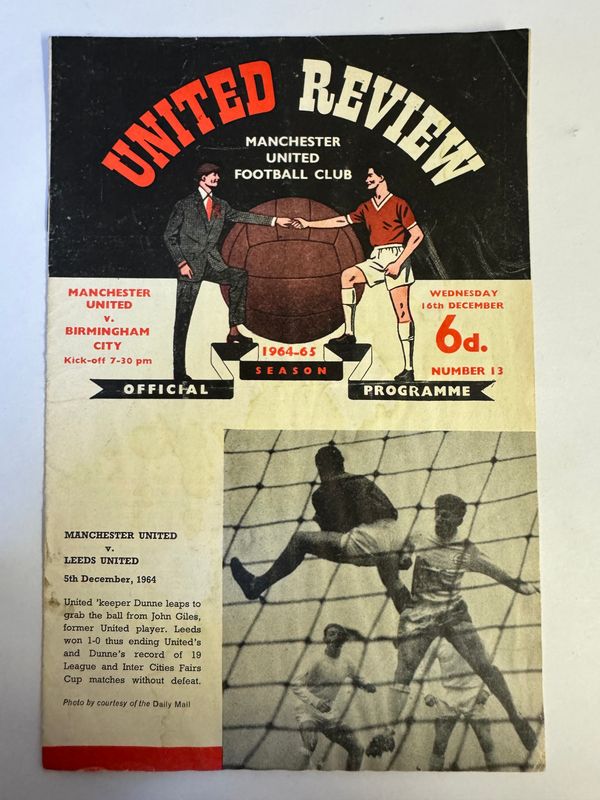 UNITED REVIEW
MANCHESTER
UNITED
FOOTBALL CLUB
MANCHESTER
UNITED
v.
BIRMINGHAM
CITY
Kick-off 7-30 pm
WEDNESDAY
16th DECEMBER
6d.
NUMBER 13
1964-65
SEASON
OFFICIAL
PROGRAMME
MANCHESTER UNITED
v.
LEEDS UNITED
5th December, 1964
United 'keeper Dunne leaps to
grab the ball from John Giles,
former United player. Leeds
won 1-0 thus ending United's
and Dunne's record of 19
League and Inter Cities Fairs
Cup matches without defeat.
Photo by courtesy of the Daily Mail